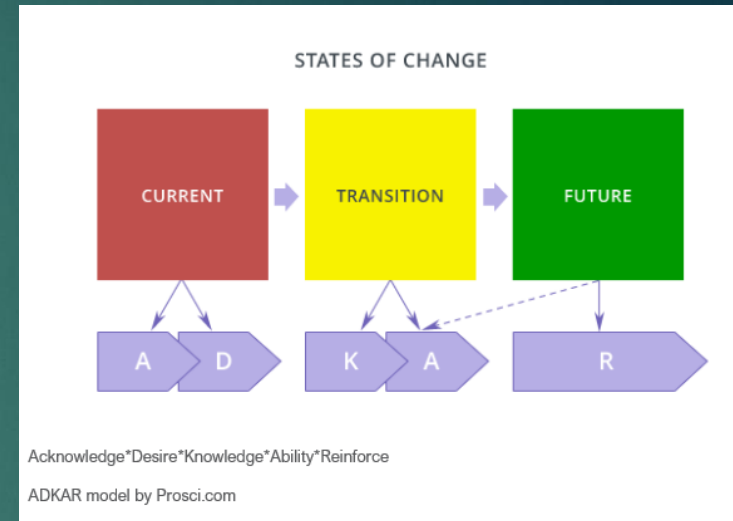 STATES OF CHANGE
CURRENT
TRANSITION
FUTURE
A
D
K
A
R
Acknowledge*Desire*Knowledge*Ability*Reinforce
ADKAR model by Prosci.com